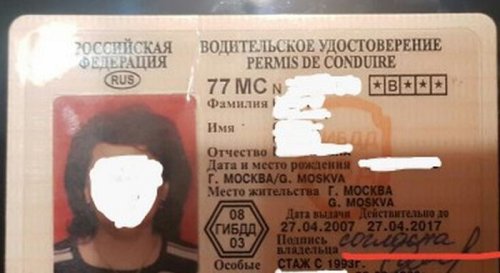 РОССИЙСКАЯ ФЕДЕРАЦИЯ
RUS
ВОДИТЕЛЬСКОЕ УДОСТОВЕРЕНИЕ
PERMIS DE CONDUIRE
77 МС N
*B***
Фамилия
Имя
ГИБДД
Отчество
Дата и место рождения
Г. МОСКВА/G. MOSKVA
Место жительства Г. МОСКВА
G. MOSKVA
08 ГИБДД 03
Дата выдачи Действительно до
27.04.2007 27.04.2017
Подпись владельца
Особые СТАЖ С 1993г.